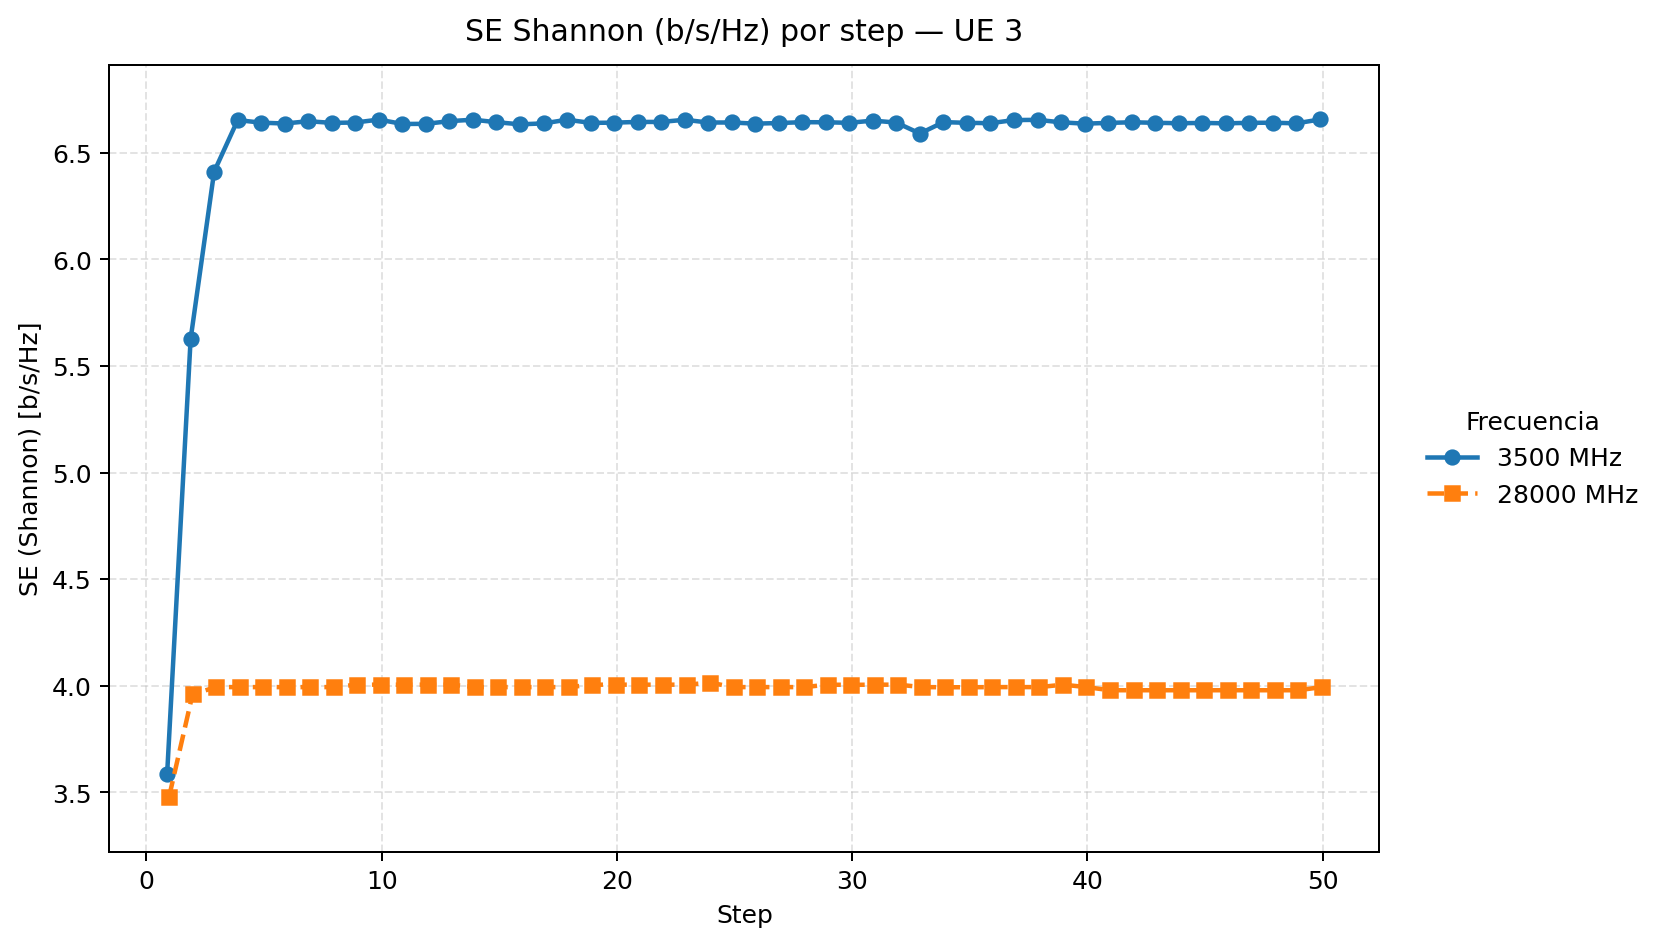 SE Shannon (b/s/Hz) por step — UE 3
SE (Shannon) [b/s/Hz]
6.5
6.0
5.5
5.0
4.5
4.0
3.5
0 10 20 30 40 50
Step
Frecuencia
3500 MHz
28000 MHz